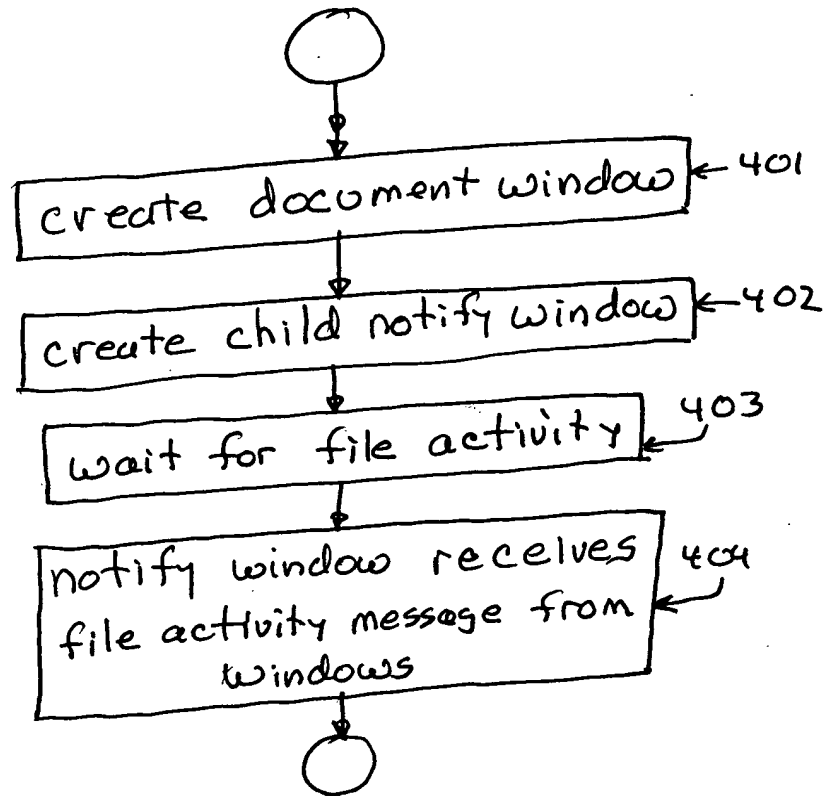 create document window 401
create child notify window 402
wait for file activity 403
notify window receives 404
file activity message from
windows